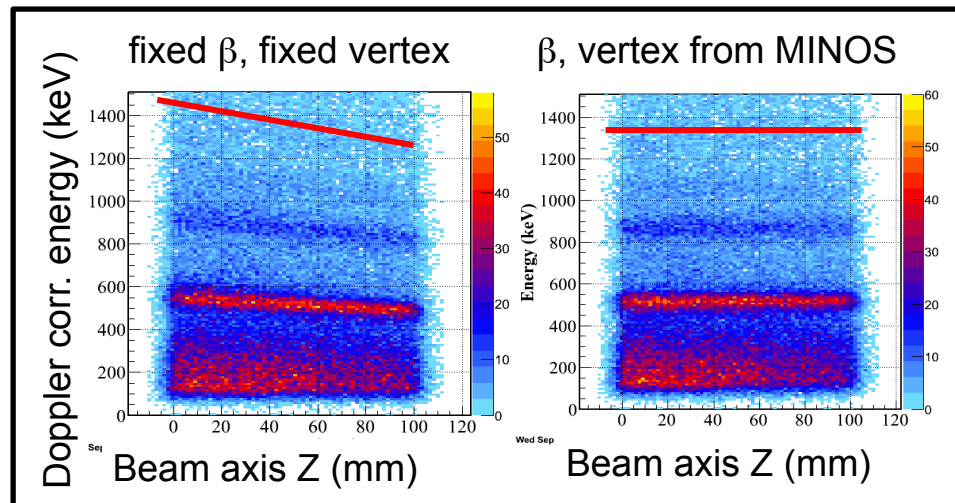 fixed β, fixed vertex
β, vertex from MINOS
Doppler corr. energy (keV)
1400
1200
1000
800
600
400
200
0
0 20 40 60 80 100 120
50
40
30
20
10
0
Sep
Beam axis Z (mm)
Energy (keV)
1400
1200
1000
800
600
400
200
0
0 20 40 60 80 100 120
60
50
40
30
20
10
0
Wed Sep
Beam axis Z (mm)